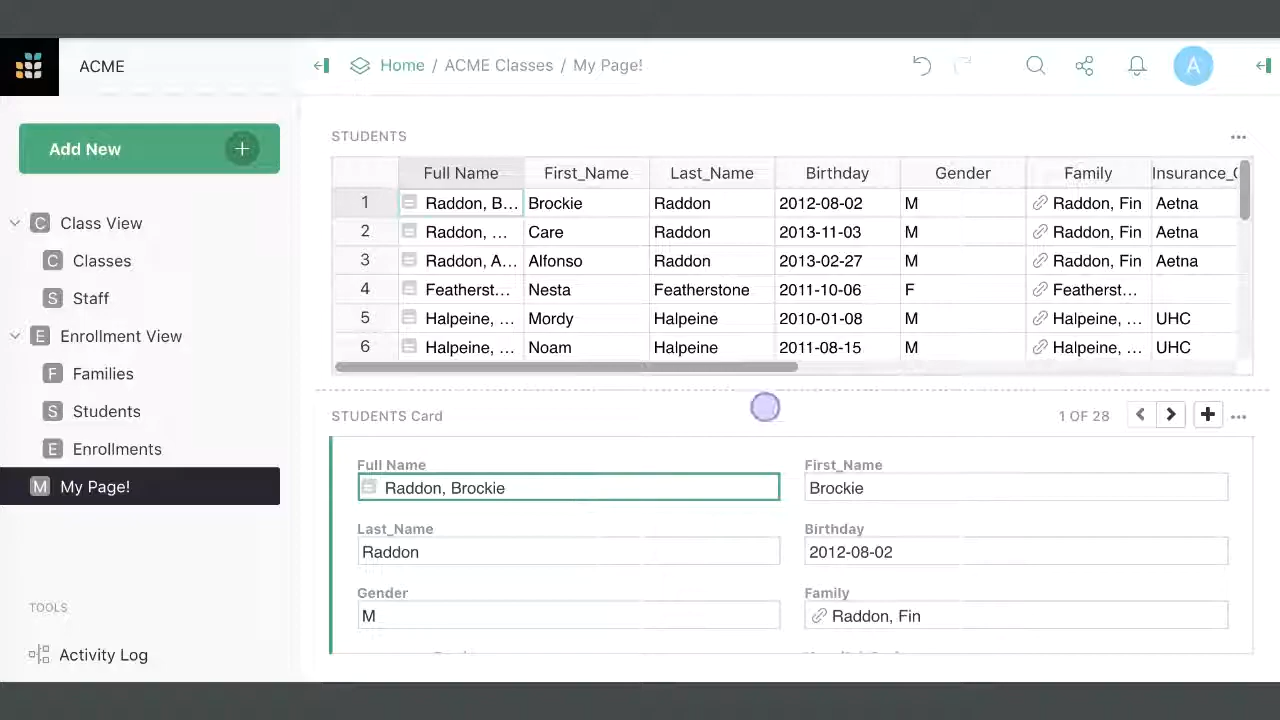 ACME
Home / ACME Classes / My Page!
A
Add New +
C Class View
C Classes
S Staff
E Enrollment View
F Families
S Students
E Enrollments
M My Page!
TOOLS
Activity Log
STUDENTS
Full Name First_Name Last_Name Birthday Gender Family Insurance_
1 Raddon, B... Brockie Raddon 2012-08-02 M Raddon, Fin Aetna
2 Raddon, ... Care Raddon 2013-11-03 M Raddon, Fin Aetna
3 Raddon, A... Alfonso Raddon 2013-02-27 M Raddon, Fin Aetna
4 Featherst... Nesta Featherstone 2011-10-06 F Featherst...
5 Halpeine, ... Mordy Halpeine 2010-01-08 M Halpeine, ... UHC
6 Halpeine, ... Noam Halpeine 2011-08-15 M Halpeine, ... UHC
STUDENTS Card 1 OF 28
Full Name First_Name
Raddon, Brockie Brockie
Last_Name Birthday
Raddon 2012-08-02
Gender Family
M Raddon, Fin